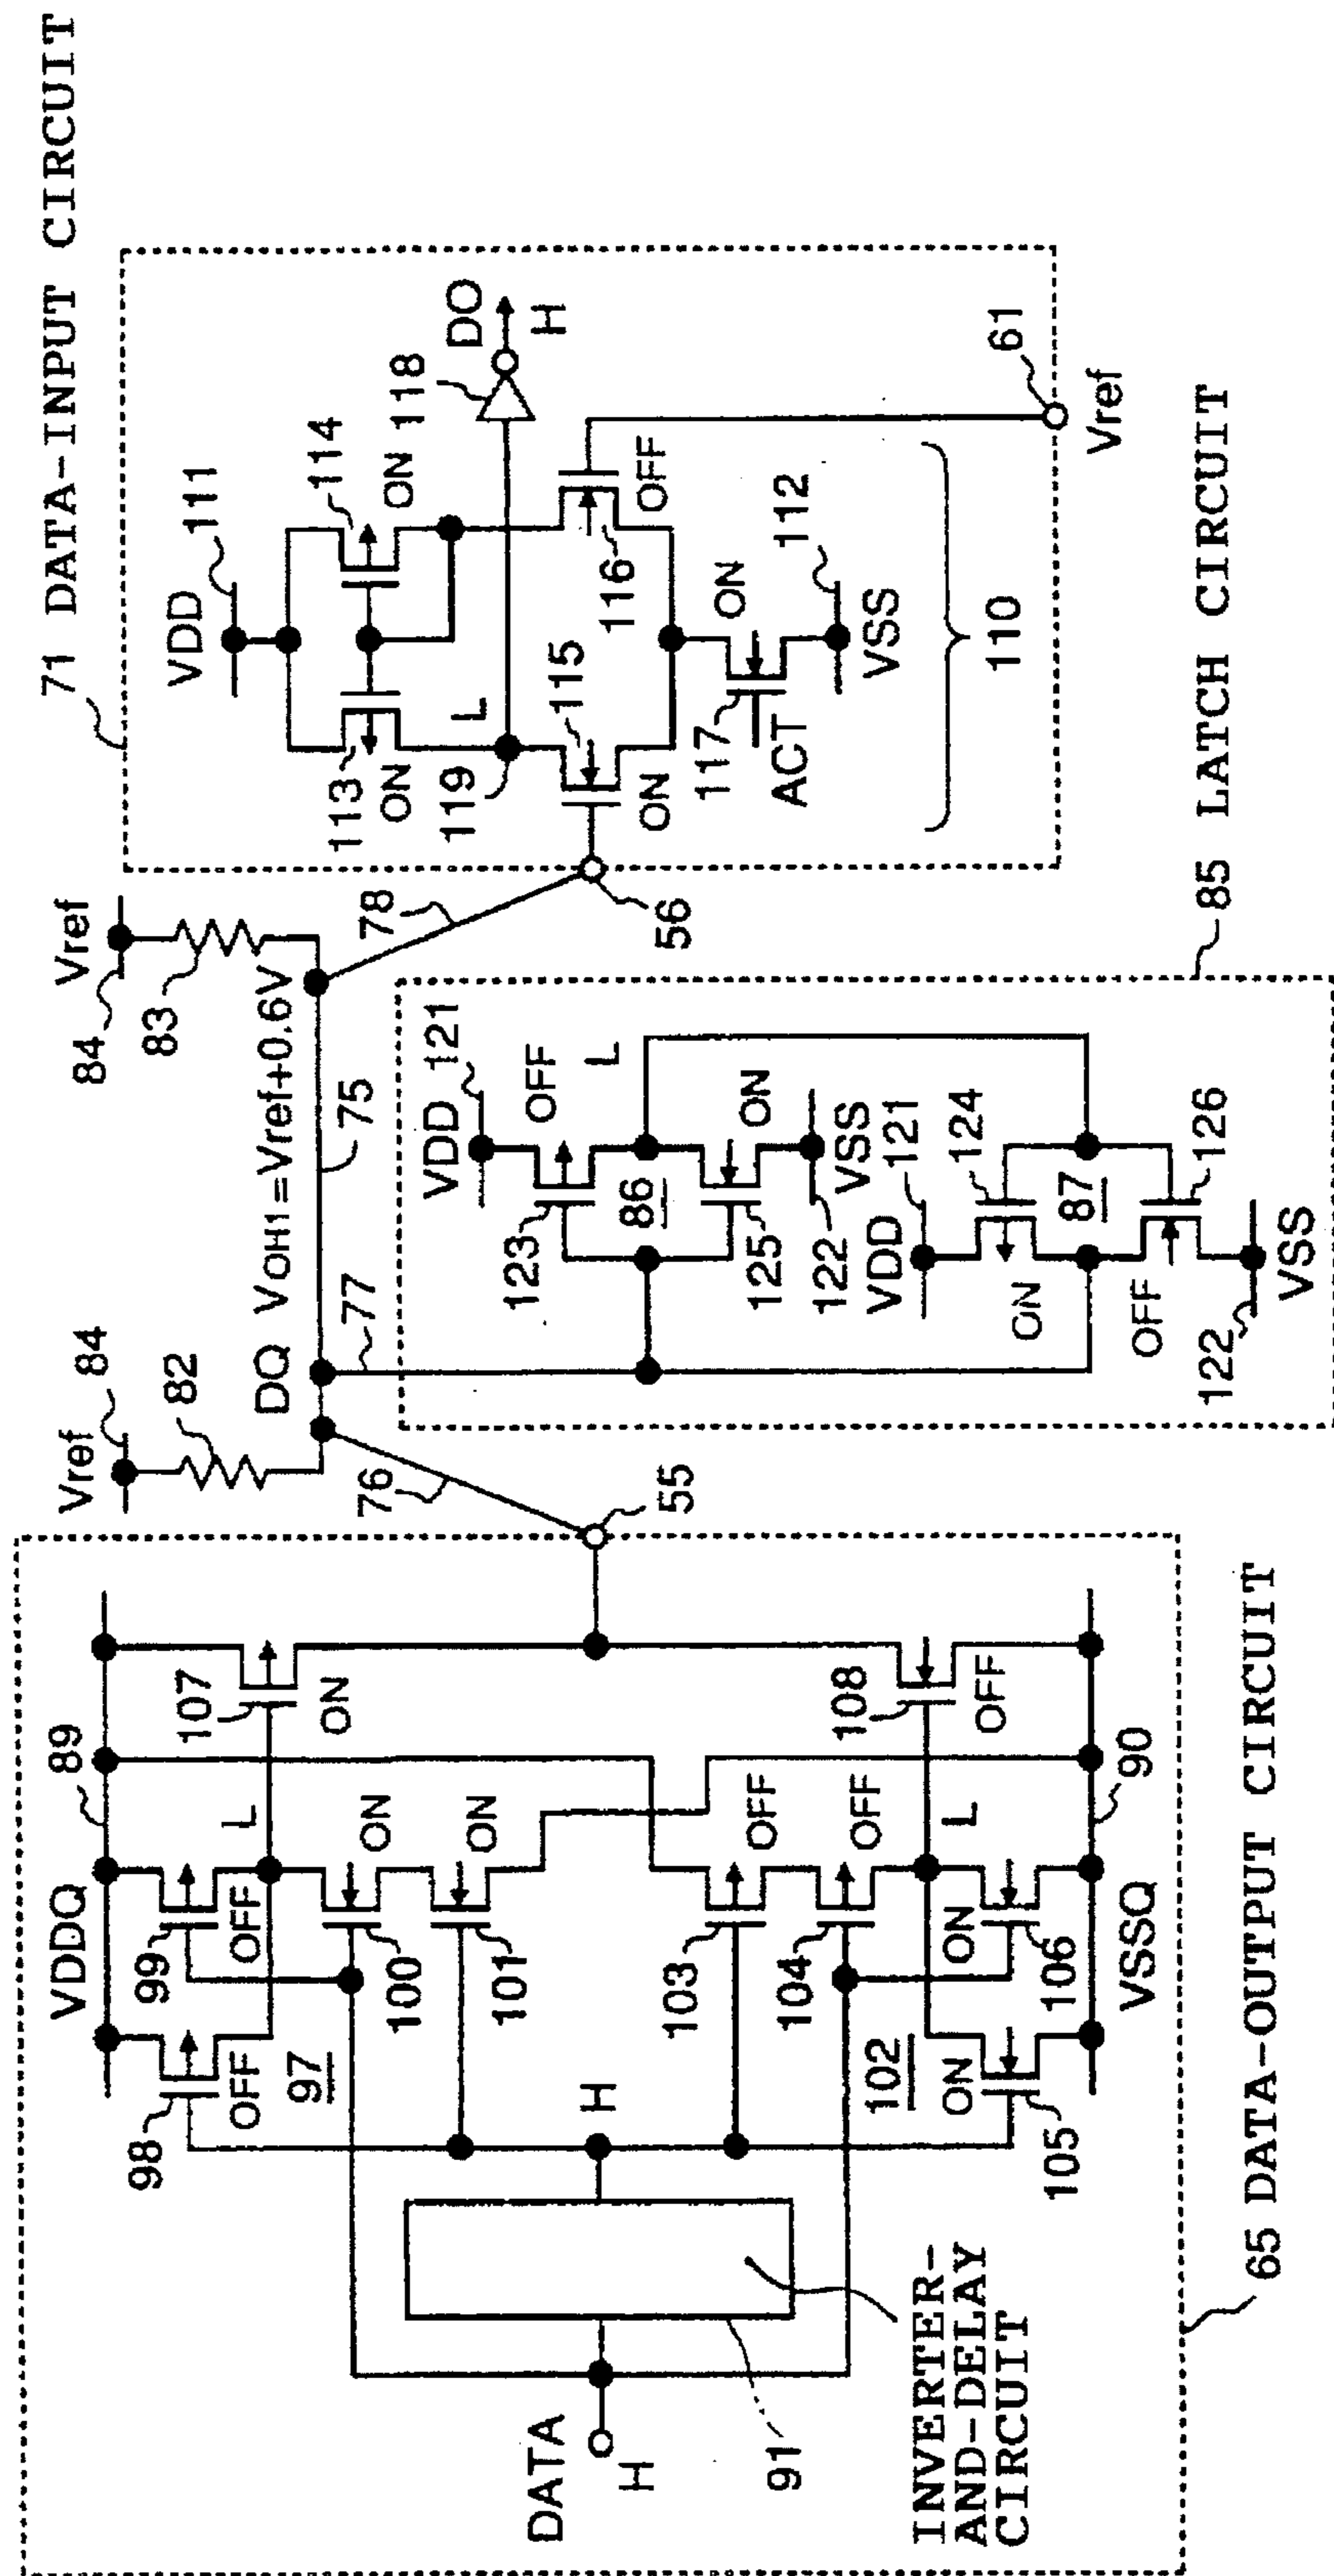 65 DATA-OUTPUT CIRCUIT
DATA
H
91
INVERTER-
AND-DELAY
CIRCUIT
H
VDDQ
89
98
OFF
99
OFF
L
97
100
ON
101
ON
107
ON
103
OFF
104
OFF
102
105
ON
106
ON
L
108
OFF
VSSQ
90
55
76
Vref
84
82
DQ
VOH1=Vref+0.6V
77
75
Vref
84
83
78
56
85 LATCH CIRCUIT
VDD
121
123
OFF
86
L
125
ON
122
VSS
VDD
121
124
ON
87
OFF
126
122
VSS
71 DATA-INPUT CIRCUIT
VDD
111
113
ON
114
ON
L
119
118
DO
H
115
ON
116
OFF
117
ON
ACT
112
VSS
110
61
Vref